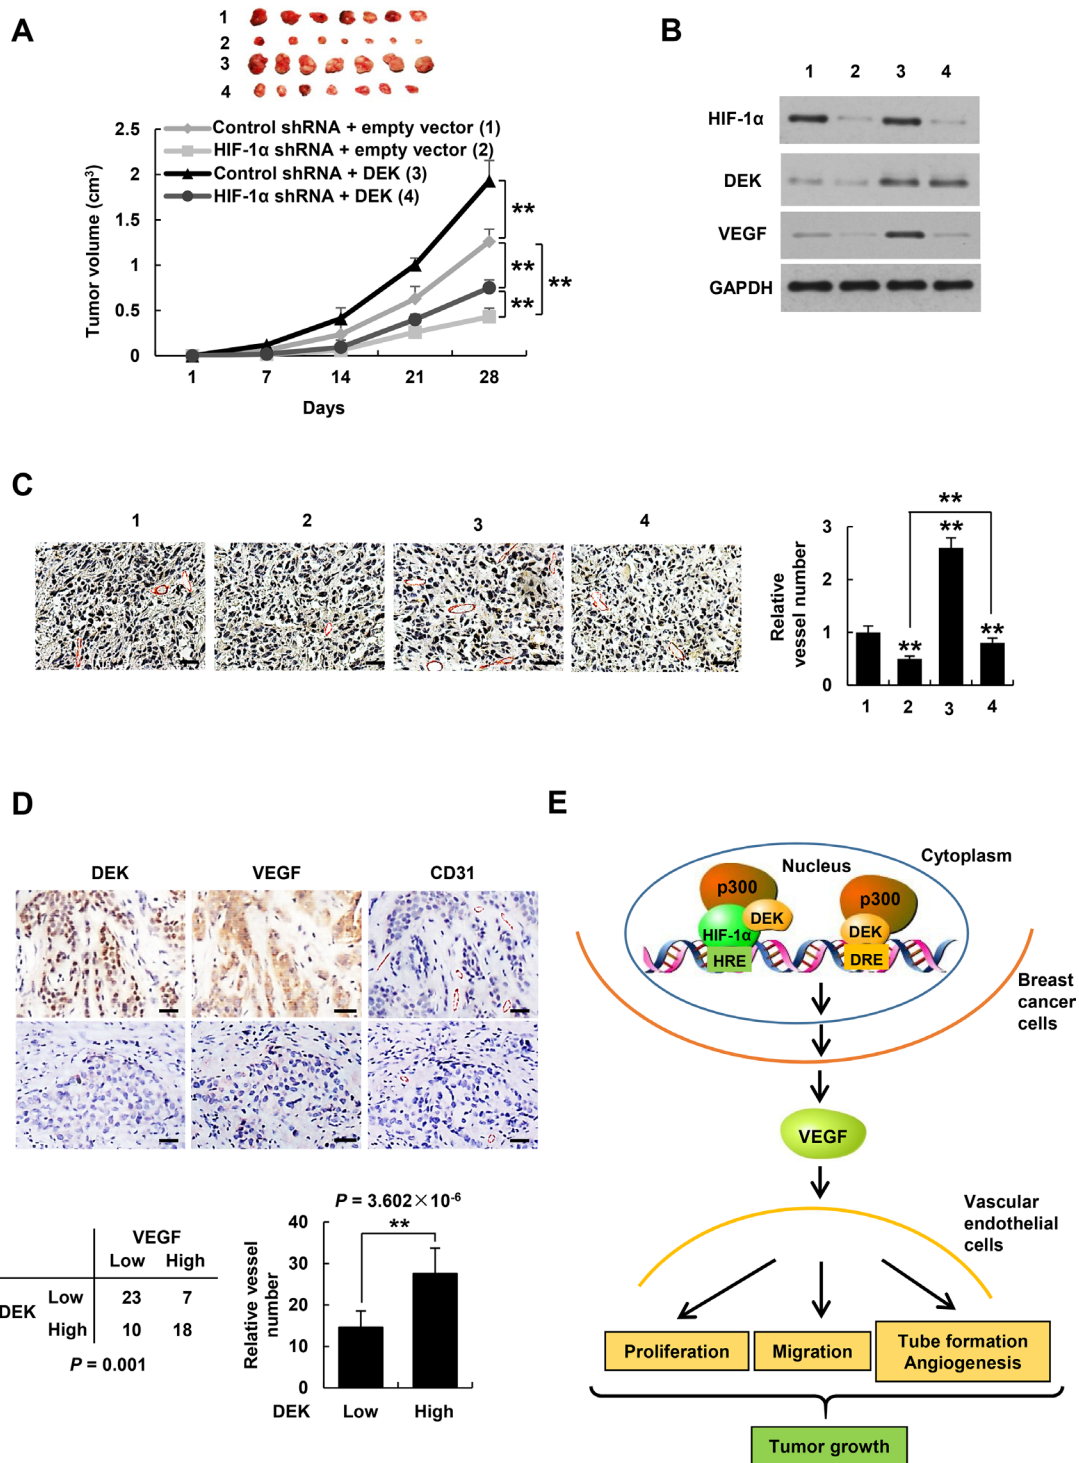 A
1
2
3
4
Control shRNA + empty vector (1)
HIF-1α shRNA + empty vector (2)
Control shRNA + DEK (3)
HIF-1α shRNA + DEK (4)
Tumor volume (cm³)
2.5
2
1.5
1
0.5
0
**
**
**
**
1 7 14 21 28
Days
B
1 2 3 4
HIF-1α
DEK
VEGF
GAPDH
C
1 2 3 4
Relative
vessel number
3
2
1
0
**
**
**
**
1 2 3 4
D
DEK VEGF CD31
VEGF
Low High
DEK
Low 23 7
High 10 18
P = 0.001
P = 3.602×10⁻⁶
**
Relative vessel
number
40
30
20
10
0
DEK Low High
E
Nucleus
Cytoplasm
p300
DEK
HIF-1α
HRE
p300
DEK
DRE
Breast
cancer
cells
VEGF
Vascular
endothelial
cells
Proliferation
Migration
Tube formation
Angiogenesis
Tumor growth